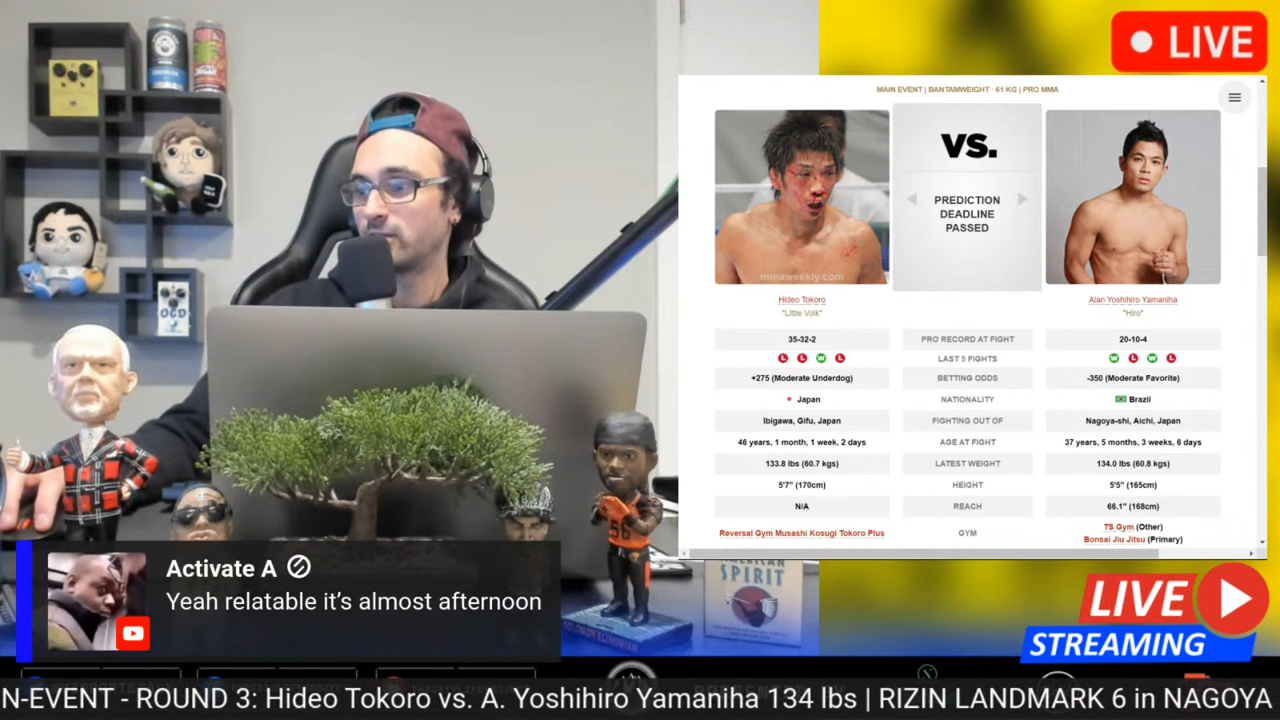 LIVE
MAIN EVENT | BANTAMWEIGHT · 61 KG | PRO MMA
VS.
PREDICTION
DEADLINE
PASSED
mmaweekly.com
Hideo Tokoro
"Little Volk"
Alan Yoshihiro Yamaniha
"Hiro"
35-32-2 PRO RECORD AT FIGHT 20-10-4
L L W L LAST 5 FIGHTS W L W L
+275 (Moderate Underdog) BETTING ODDS -350 (Moderate Favorite)
Japan NATIONALITY Brazil
Ibigawa, Gifu, Japan FIGHTING OUT OF Nagoya-shi, Aichi, Japan
46 years, 1 month, 1 week, 2 days AGE AT FIGHT 37 years, 5 months, 3 weeks, 6 days
133.8 lbs (60.7 kgs) LATEST WEIGHT 134.0 lbs (60.8 kgs)
5'7" (170cm) HEIGHT 5'5" (165cm)
N/A REACH 66.1" (168cm)
Reversal Gym Musashi Kosugi Tokoro Plus GYM TS Gym (Other)
Bonsai Jiu Jitsu (Primary)
OCD
Activate A
Yeah relatable it's almost afternoon
AMERICAN
SPIRIT
SOLOMON ELIMIMIAN
LIVE
STREAMING
N-EVENT - ROUND 3: Hideo Tokoro vs. A. Yoshihiro Yamaniha 134 lbs | RIZIN LANDMARK 6 in NAGOYA